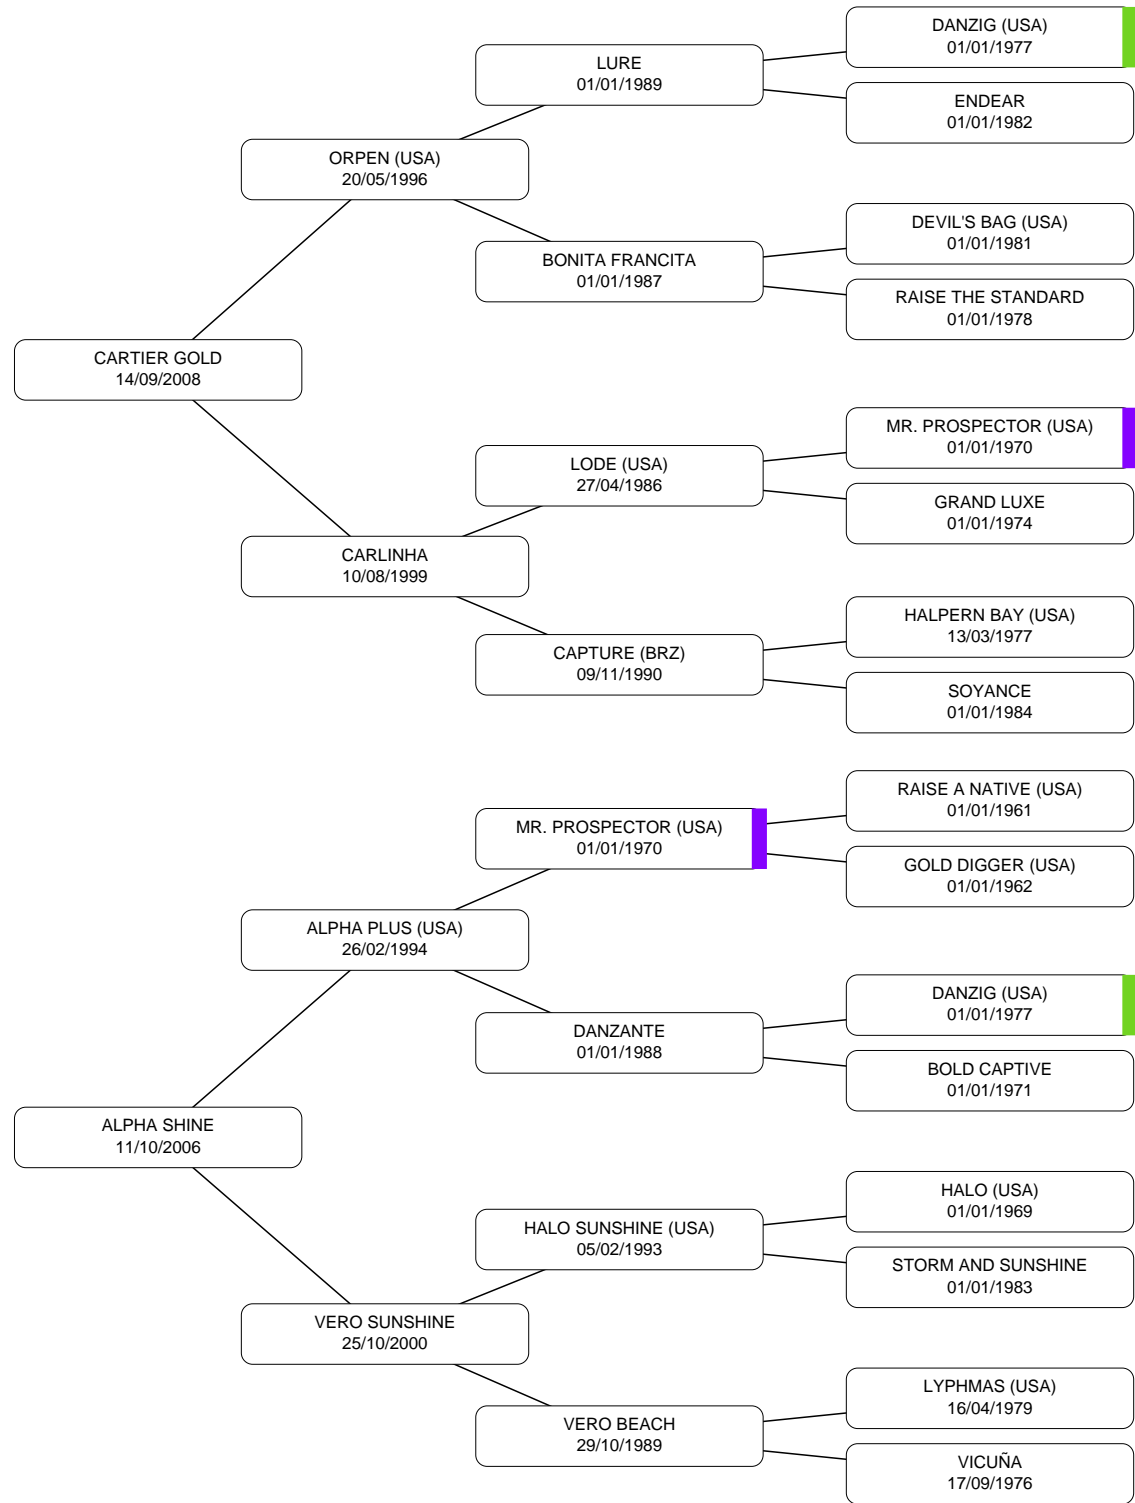 DANZIG (USA)
01/01/1977
LURE
01/01/1989
ENDEAR
01/01/1982
ORPEN (USA)
20/05/1996
DEVIL'S BAG (USA)
01/01/1981
BONITA FRANCITA
01/01/1987
RAISE THE STANDARD
01/01/1978
CARTIER GOLD
14/09/2008
MR. PROSPECTOR (USA)
01/01/1970
LODE (USA)
27/04/1986
GRAND LUXE
01/01/1974
CARLINHA
10/08/1999
HALPERN BAY (USA)
13/03/1977
CAPTURE (BRZ)
09/11/1990
SOYANCE
01/01/1984
RAISE A NATIVE (USA)
01/01/1961
MR. PROSPECTOR (USA)
01/01/1970
GOLD DIGGER (USA)
01/01/1962
ALPHA PLUS (USA)
26/02/1994
DANZIG (USA)
01/01/1977
DANZANTE
01/01/1988
BOLD CAPTIVE
01/01/1971
ALPHA SHINE
11/10/2006
HALO (USA)
01/01/1969
HALO SUNSHINE (USA)
05/02/1993
STORM AND SUNSHINE
01/01/1983
VERO SUNSHINE
25/10/2000
LYPHMAS (USA)
16/04/1979
VERO BEACH
29/10/1989
VICUÑA
17/09/1976